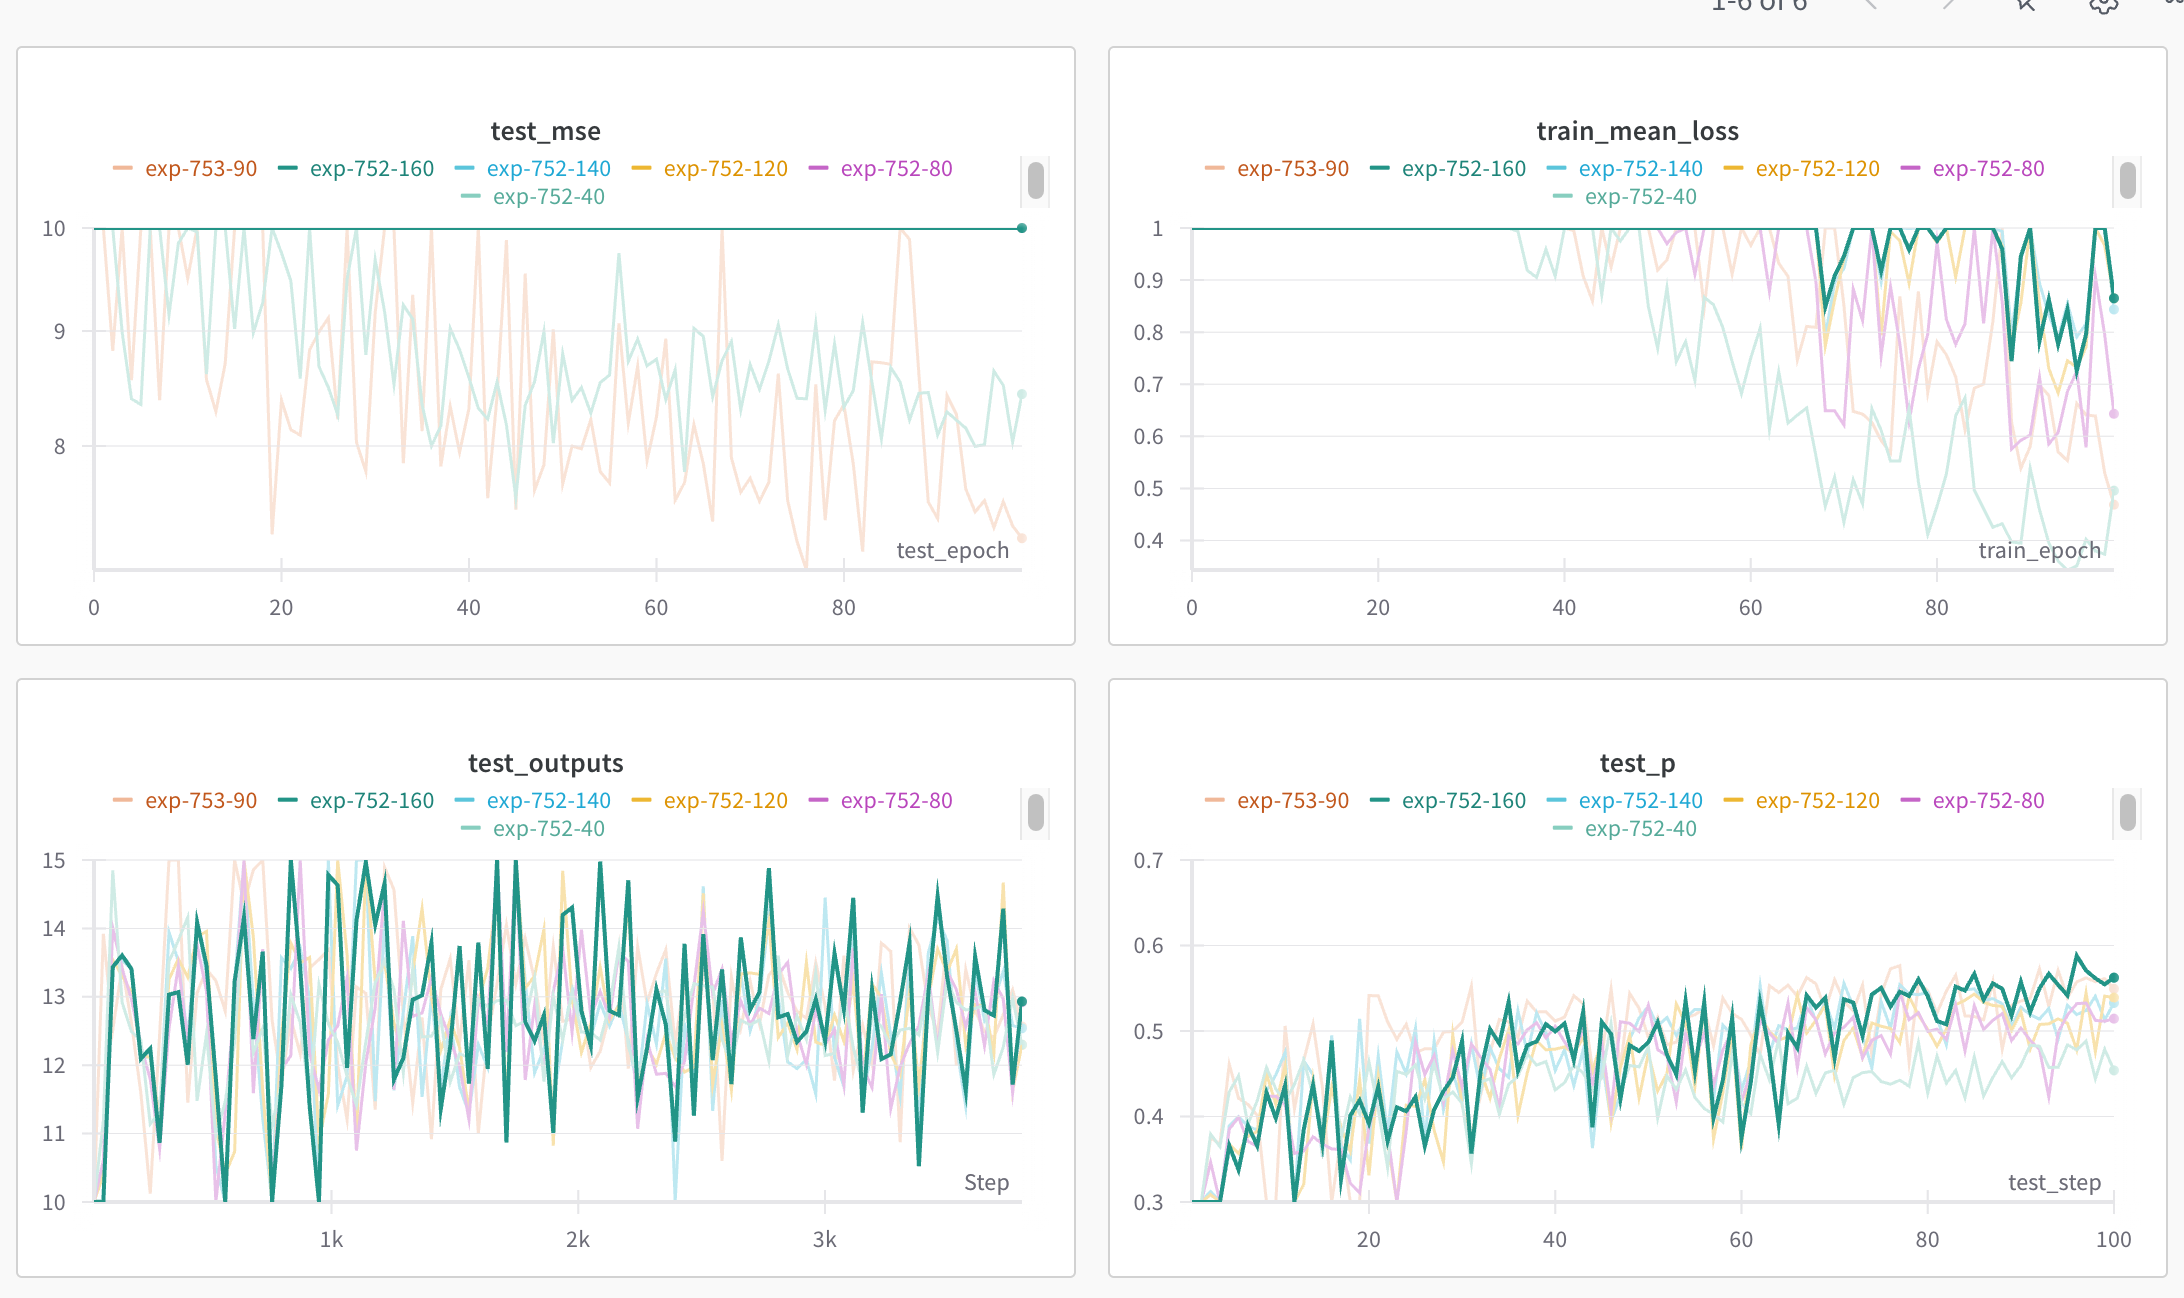 1-6 of 6
test_mse
exp-753-90 exp-752-160 exp-752-140 exp-752-120 exp-752-80
exp-752-40
10
9
8
test_epoch
0 20 40 60 80
train_mean_loss
exp-753-90 exp-752-160 exp-752-140 exp-752-120 exp-752-80
exp-752-40
1
0.9
0.8
0.7
0.6
0.5
0.4
train_epoch
0 20 40 60 80
test_outputs
exp-753-90 exp-752-160 exp-752-140 exp-752-120 exp-752-80
exp-752-40
15
14
13
12
11
10
Step
1k 2k 3k
test_p
exp-753-90 exp-752-160 exp-752-140 exp-752-120 exp-752-80
exp-752-40
0.7
0.6
0.5
0.4
0.3
test_step
20 40 60 80 100